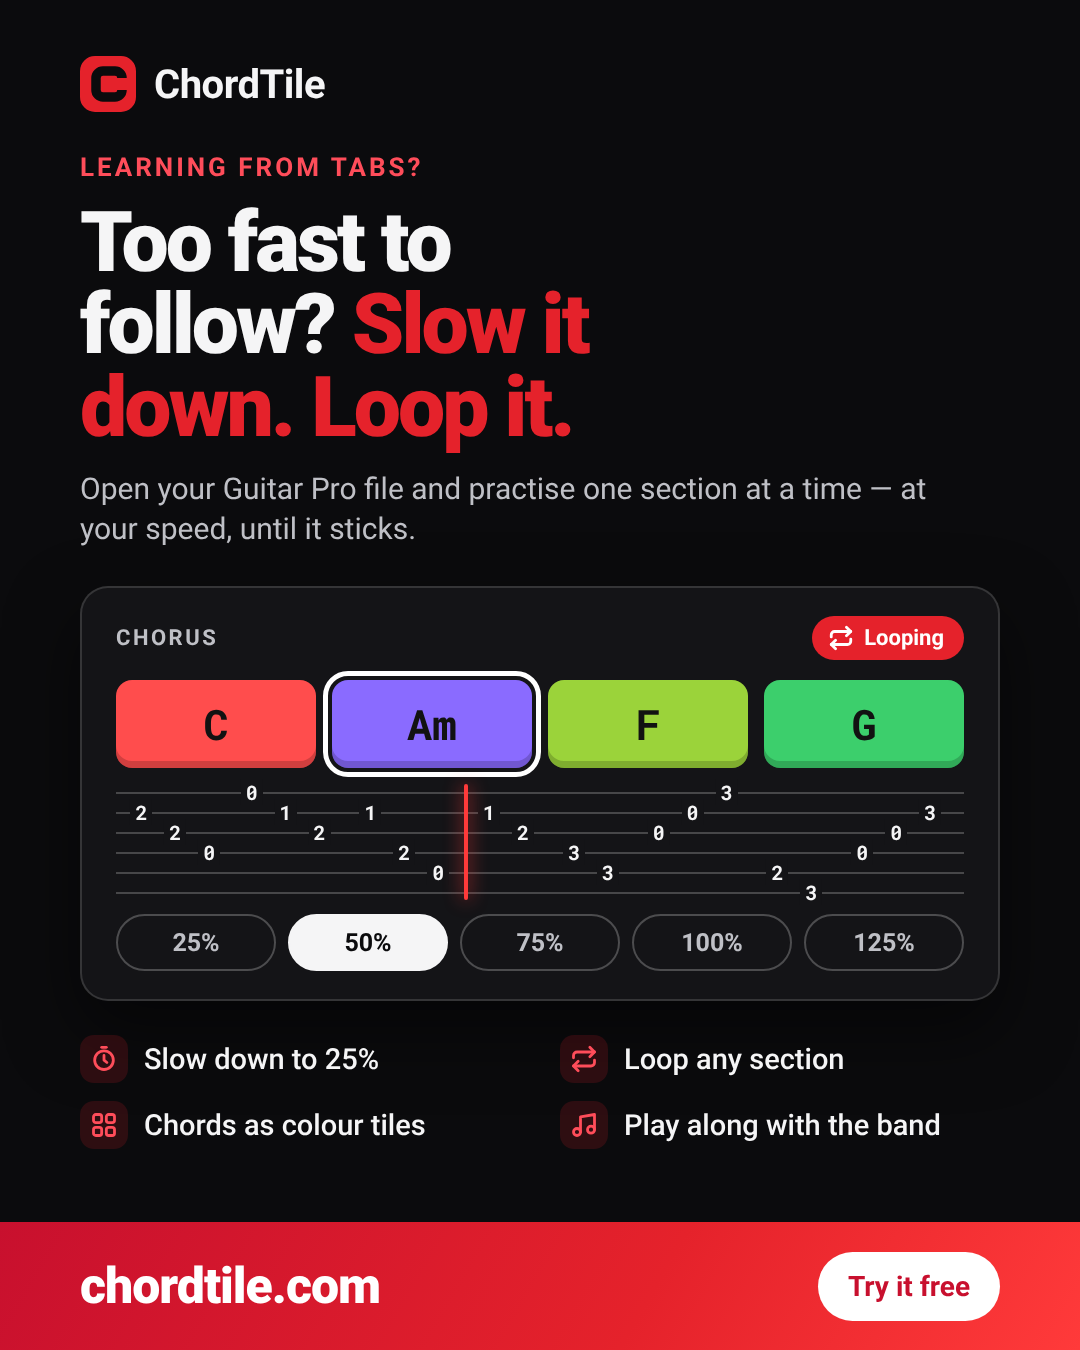 ChordTile
LEARNING FROM TABS?
Too fast to
follow? Slow it
down. Loop it.
Open your Guitar Pro file and practise one section at a time — at
your speed, until it sticks.
CHORUS
Looping
C Am F G
0 3
2 1 1 1 0 3
2 2 2 0 0
0 2 3 0
0 3 2
3
25% 50% 75% 100% 125%
Slow down to 25%
Loop any section
Chords as colour tiles
Play along with the band
chordtile.com
Try it free